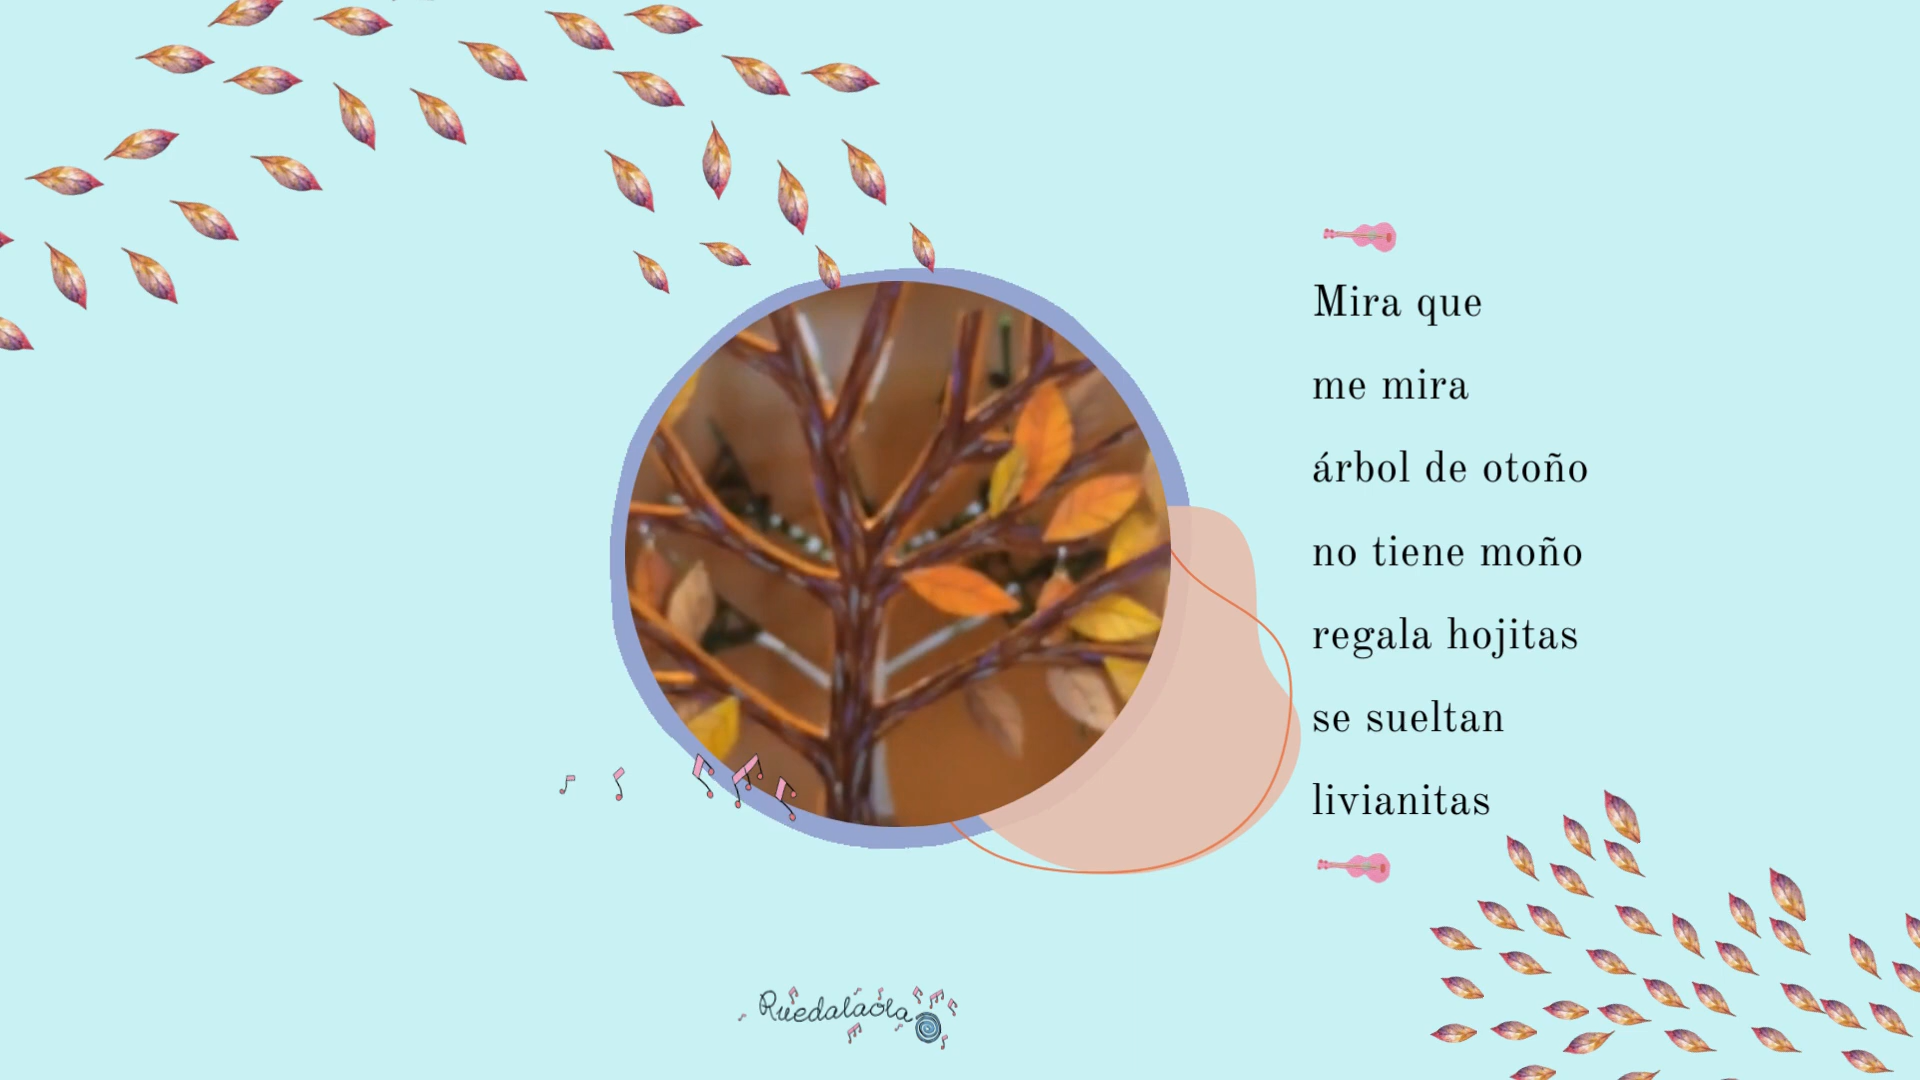 Mira que
me mira
árbol de otoño
no tiene moño
regala hojitas
se sueltan
livianitas
Ruedalaola